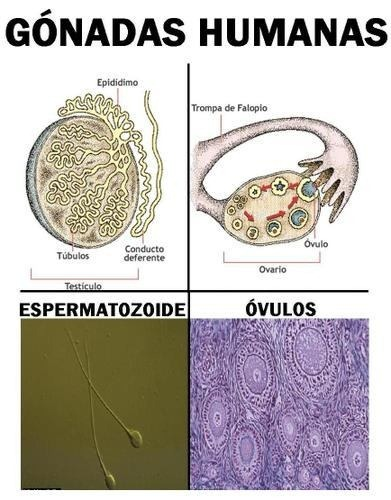 GÓNADAS HUMANAS
Epidídimo
Túbulos
Conducto
deferente
Testículo
Trompa de Falopio
Óvulo
Ovario
ESPERMATOZOIDE
ÓVULOS